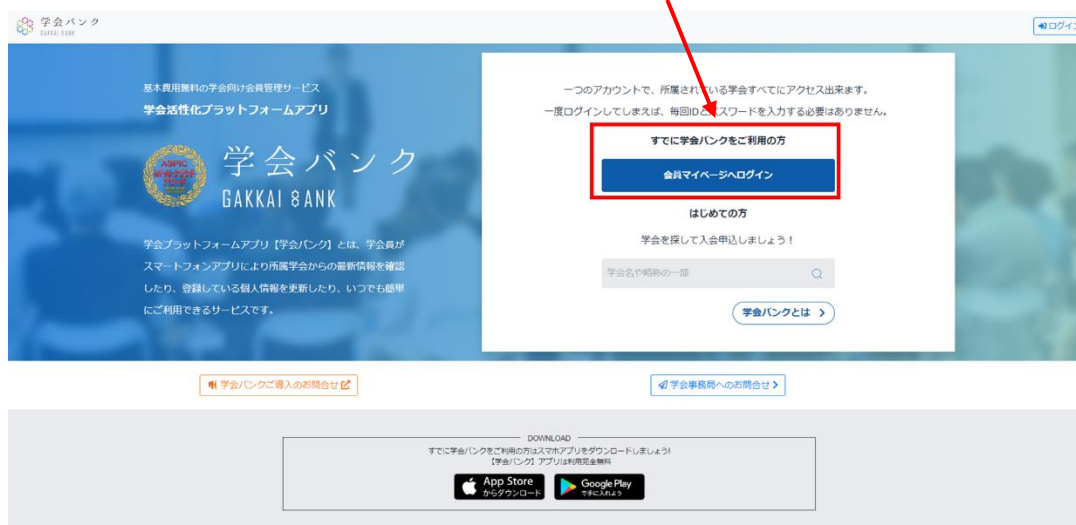 学会バンク
GAKKAI BANK
ログイン
基本費用無料の学会向け会員管理サービス
学会活性化プラットフォームアプリ
ASPIC
学会バンク
GAKKAI BANK
学会プラットフォームアプリ【学会バンク】とは、学会員が
スマートフォンアプリにより所属学会からの最新情報を確認
したり、登録している個人情報を更新したり、いつでも簡単
にご利用できるサービスです。
一つのアカウントで、所属されている学会すべてにアクセス出来ます。
一度ログインしてしまえば、毎回IDとパスワードを入力する必要はありません。
すでに学会バンクをご利用の方
会員マイページへログイン
はじめての方
学会を探して入会申込しましょう!
学会名や略称の一部
学会バンクとは
学会バンクご導入のお問合せ
学会事務局へのお問合せ
DOWNLOAD
すでに学会バンクをご利用の方はスマホアプリをダウンロードしましょう!
【学会バンク】アプリは利用完全無料
App Store
からダウンロード
Google Play
で手に入れよう